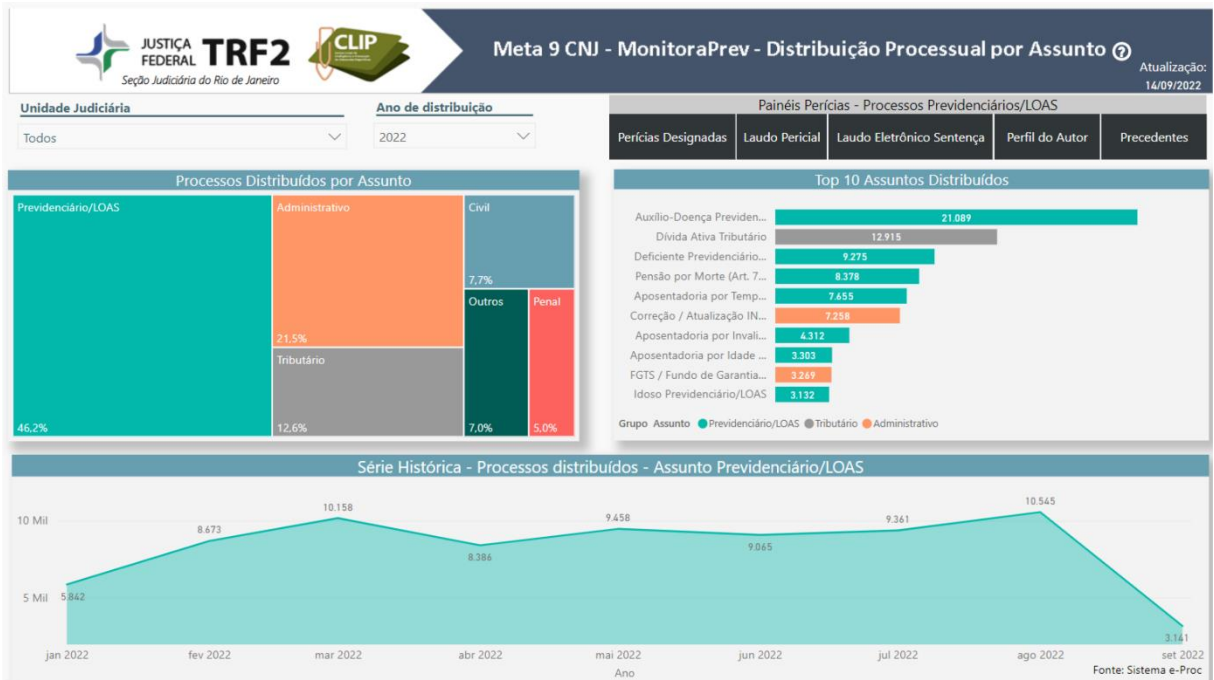 JUSTIÇA
FEDERAL
TRF2
Seção Judiciária do Rio de Janeiro
CLIP
Meta 9 CNJ - MonitoraPrev - Distribuição Processual por Assunto
Atualização:
14/09/2022
Unidade Judiciária
Todos
Ano de distribuição
2022
Painéis Perícias - Processos Previdenciários/LOAS
Perícias Designadas
Laudo Pericial
Laudo Eletrônico Sentença
Perfil do Autor
Precedentes
Processos Distribuídos por Assunto
Previdenciário/LOAS
46,2%
Administrativo
21,5%
Tributário
12,6%
Civil
7,7%
Outros
7,0%
Penal
5,0%
Top 10 Assuntos Distribuídos
Auxílio-Doença Previden... 21.089
Dívida Ativa Tributário 12.915
Deficiente Previdenciário... 9.275
Pensão por Morte (Art. 7... 8.378
Aposentadoria por Temp... 7.655
Correção / Atualização IN... 7.258
Aposentadoria por Invali... 4.312
Aposentadoria por Idade ... 3.303
FGTS / Fundo de Garantia... 3.269
Idoso Previdenciário/LOAS 3.132
Grupo Assunto Previdenciário/LOAS Tributário Administrativo
Série Histórica - Processos distribuídos - Assunto Previdenciário/LOAS
10 Mil
5 Mil
5.842
8.673
10.158
8.386
9.458
9.065
9.361
10.545
3.141
jan 2022
fev 2022
mar 2022
abr 2022
mai 2022
jun 2022
jul 2022
ago 2022
set 2022
Ano
Fonte: Sistema e-Proc